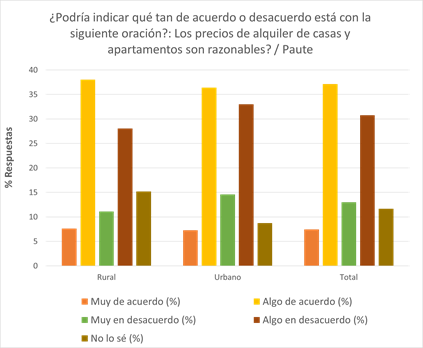 ¿Podría indicar qué tan de acuerdo o desacuerdo está con la
siguiente oración?: Los precios de alquiler de casas y
apartamentos son razonables? / Paute
% Respuestas
40
35
30
25
20
15
10
5
0
Rural Urbano Total
Muy de acuerdo (%) Algo de acuerdo (%)
Muy en desacuerdo (%) Algo en desacuerdo (%)
No lo sé (%)